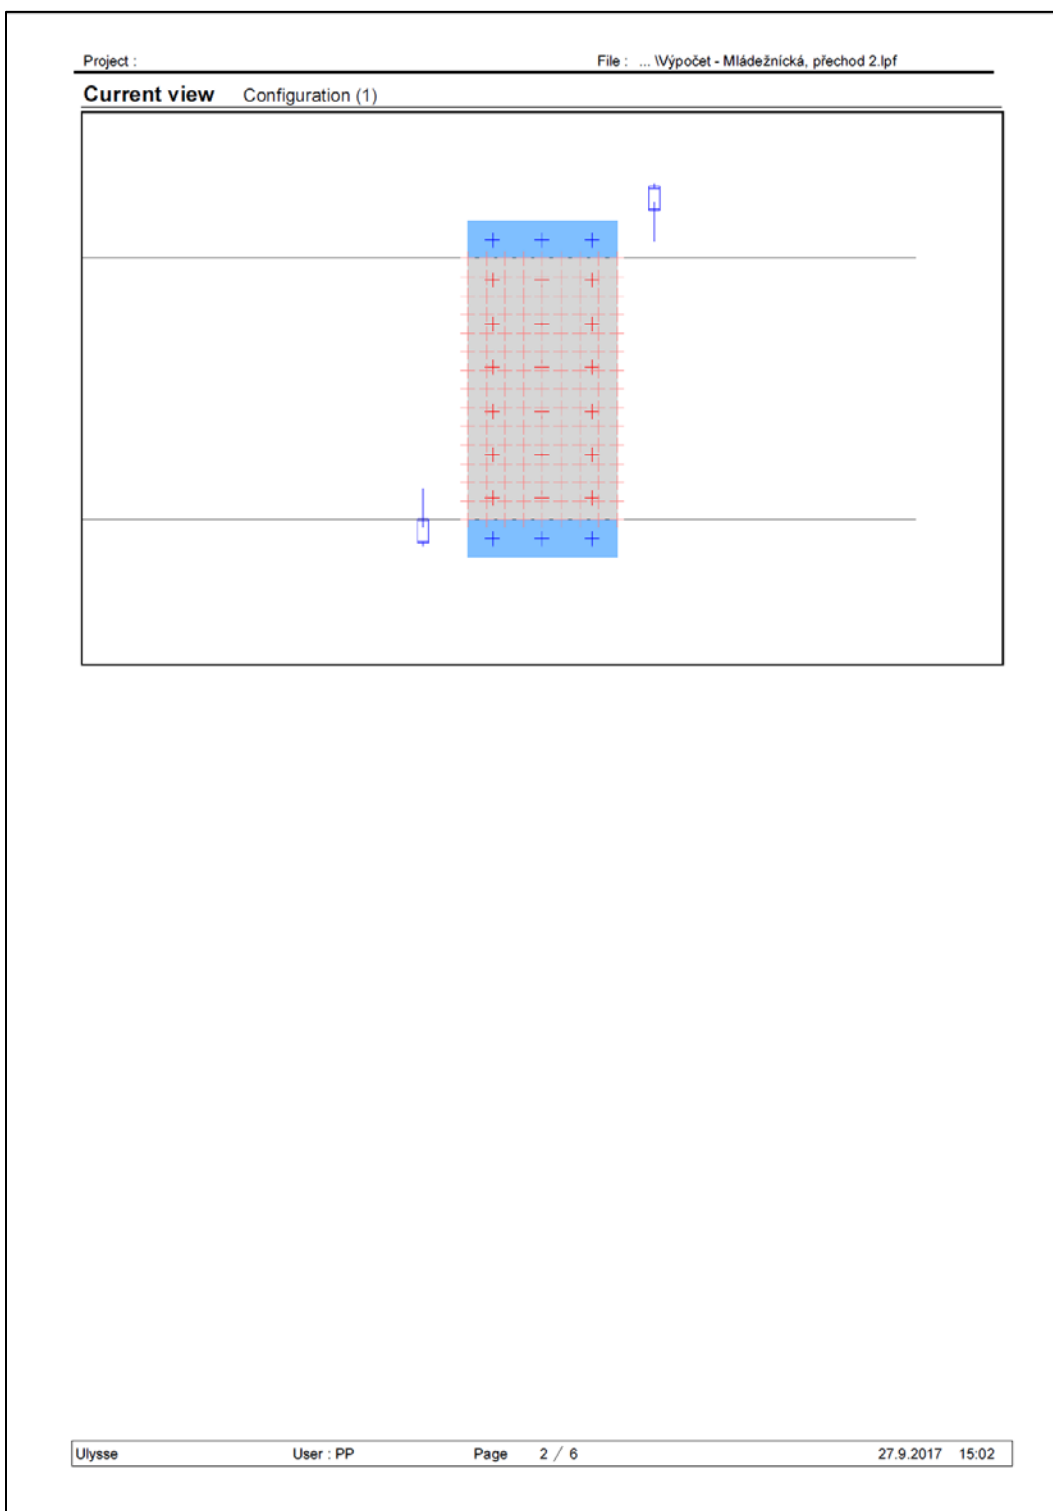 Project :    File :   ... \Výpočet - Mládežnícká, přechod 2.lpf
Current view    Configuration (1)
Ulysse    User : PP    Page    2 / 6    27.9.2017   15:02